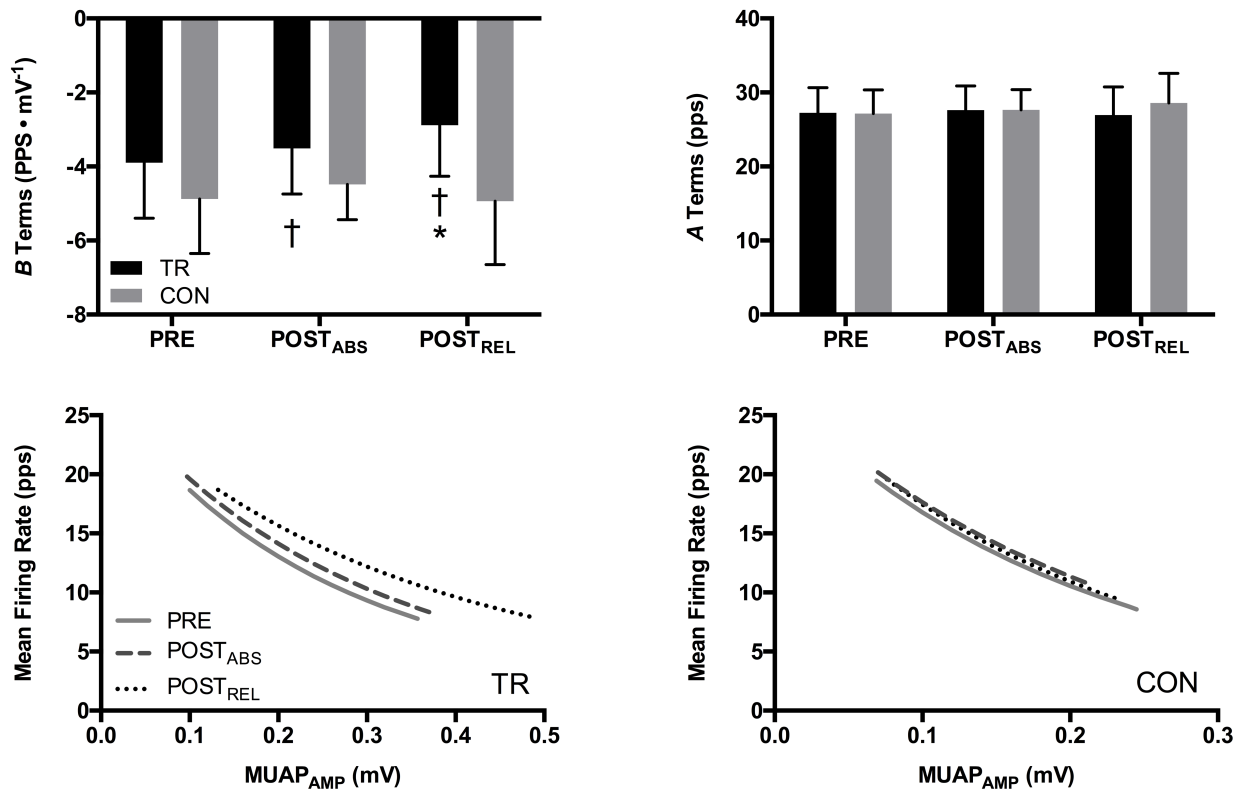 B Terms (PPS • mV-1)
0
-2
-4
-6
-8
†
†
*
TR
CON
PRE
POSTABS
POSTREL
A Terms (pps)
40
30
20
10
0
PRE
POSTABS
POSTREL
Mean Firing Rate (pps)
25
20
15
10
5
0
PRE
POSTABS
POSTREL
TR
0.0 0.1 0.2 0.3 0.4 0.5
MUAPAMP (mV)
Mean Firing Rate (pps)
25
20
15
10
5
0
CON
0.0 0.1 0.2 0.3
MUAPAMP (mV)